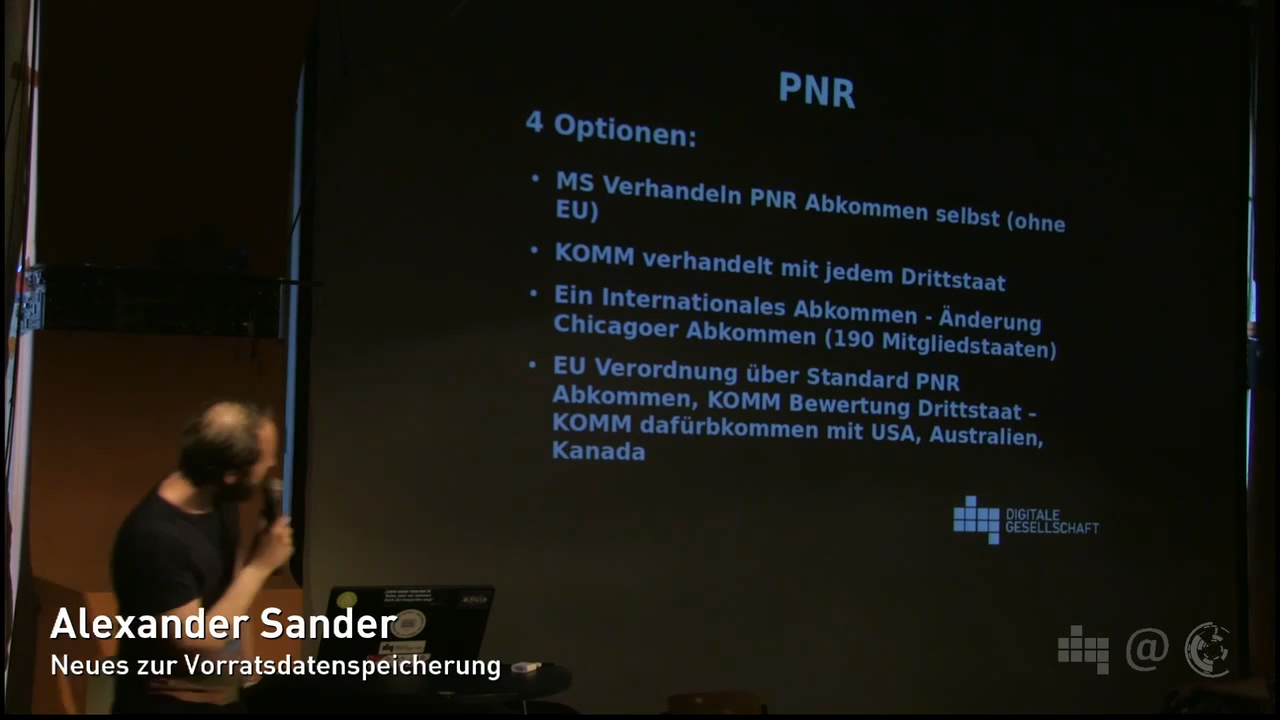 PNR
4 Optionen:
• MS Verhandeln PNR Abkommen selbst (ohne
EU)
• KOMM verhandelt mit jedem Drittstaat
• Ein Internationales Abkommen - Änderung
Chicagoer Abkommen (190 Mitgliedstaaten)
• EU Verordnung über Standard PNR
Abkommen, KOMM Bewertung Drittstaat –
KOMM dafürbkommen mit USA, Australien,
Kanada
DIGITALE
GESELLSCHAFT
Alexander Sander
Neues zur Vorratsdatenspeicherung
@